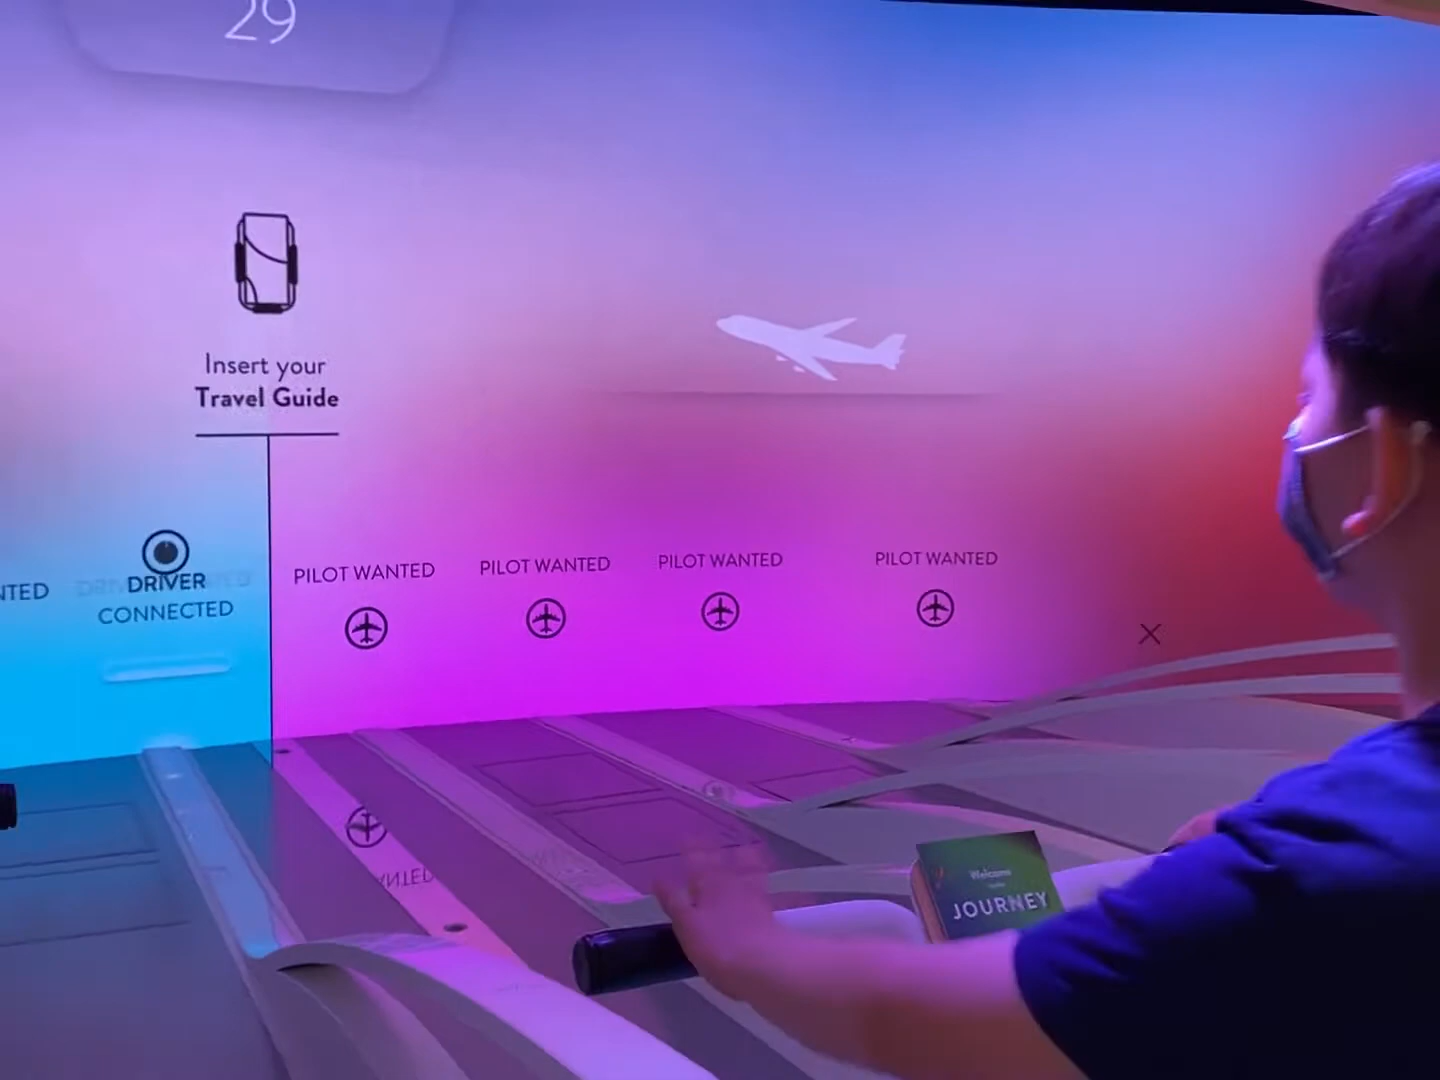 29
Insert your
Travel Guide
NTED
DRIVER
CONNECTED
PILOT WANTED
PILOT WANTED
PILOT WANTED
PILOT WANTED
Welcome
JOURNEY